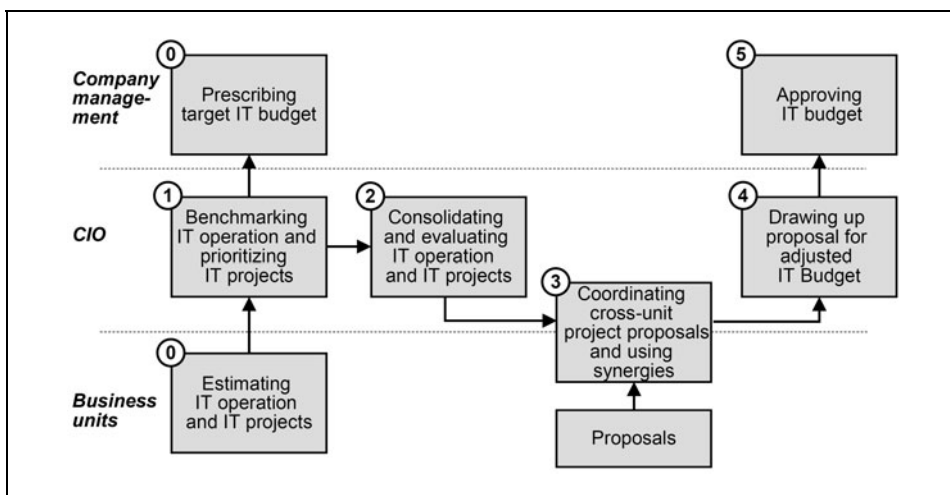 0
5
Company
manage-
ment
Prescribing
target IT budget
Approving
IT budget
1
2
4
CIO
Benchmarking
IT operation and
prioritizing
IT projects
Consolidating
and evaluating
IT operation
and IT projects
Drawing up
proposal for
adjusted
IT Budget
3
Coordinating
cross-unit
project proposals
and using
synergies
0
Business
units
Estimating
IT operation
and IT projects
Proposals